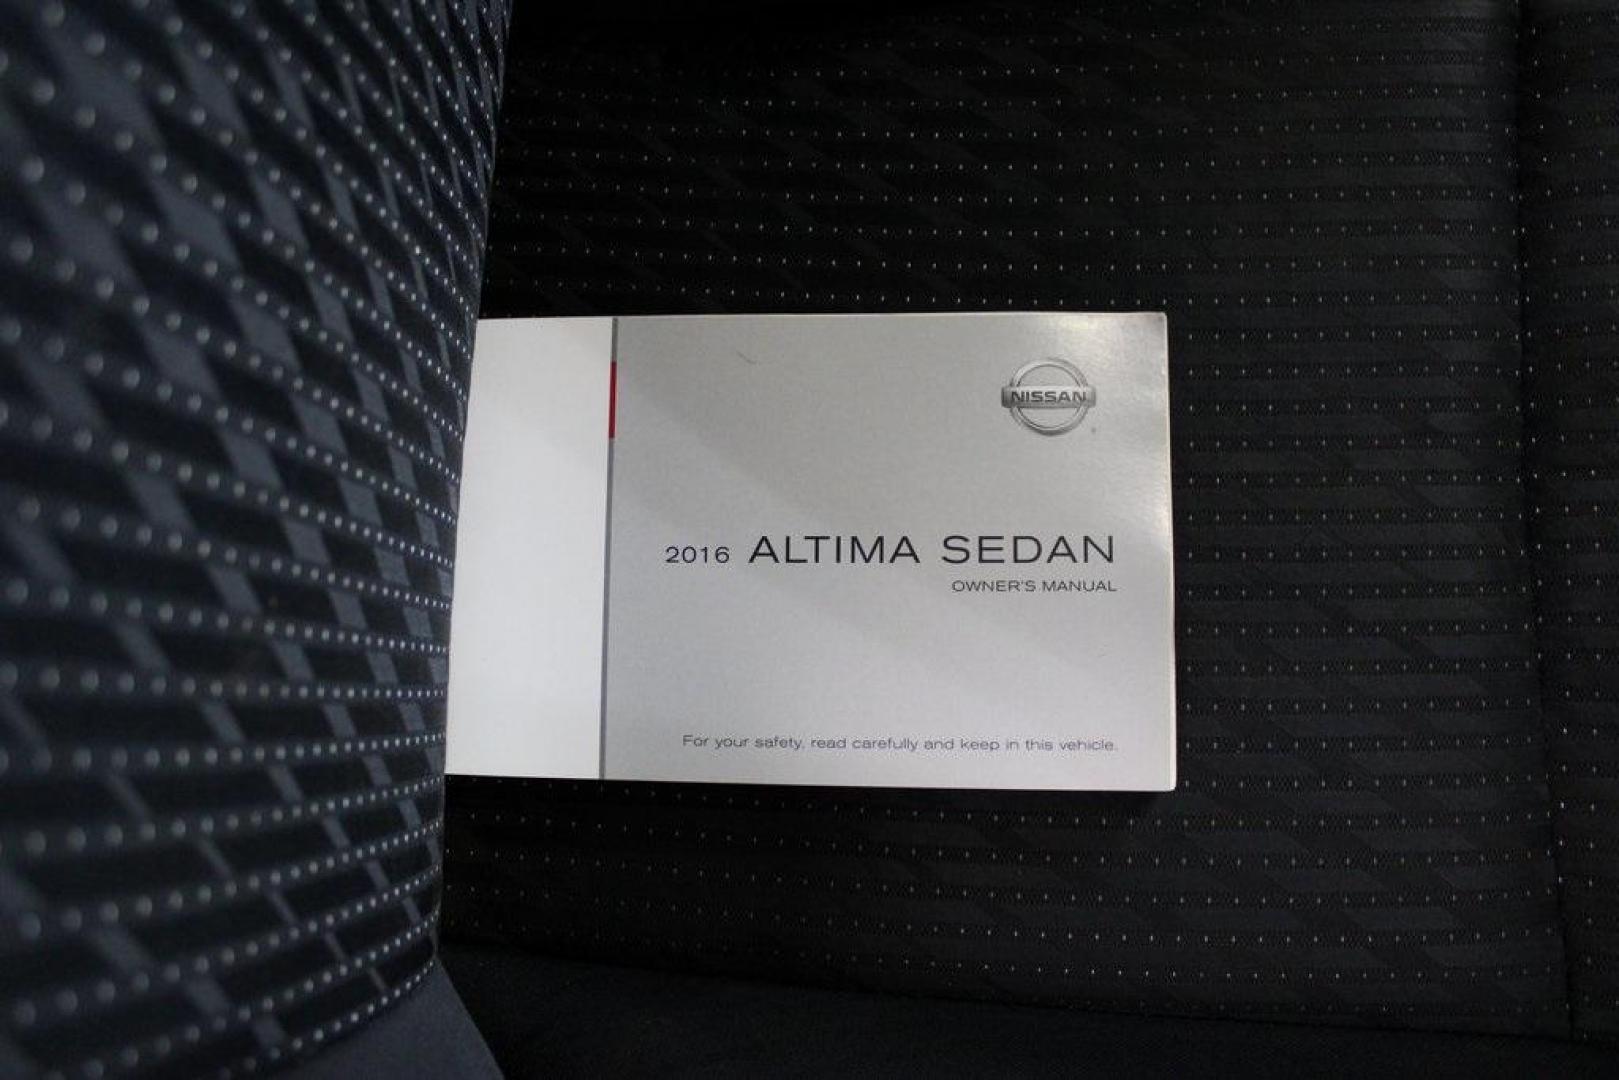 NISSAN
2016 ALTIMA SEDAN
OWNER'S MANUAL
For your safety, read carefully and keep in this vehicle.